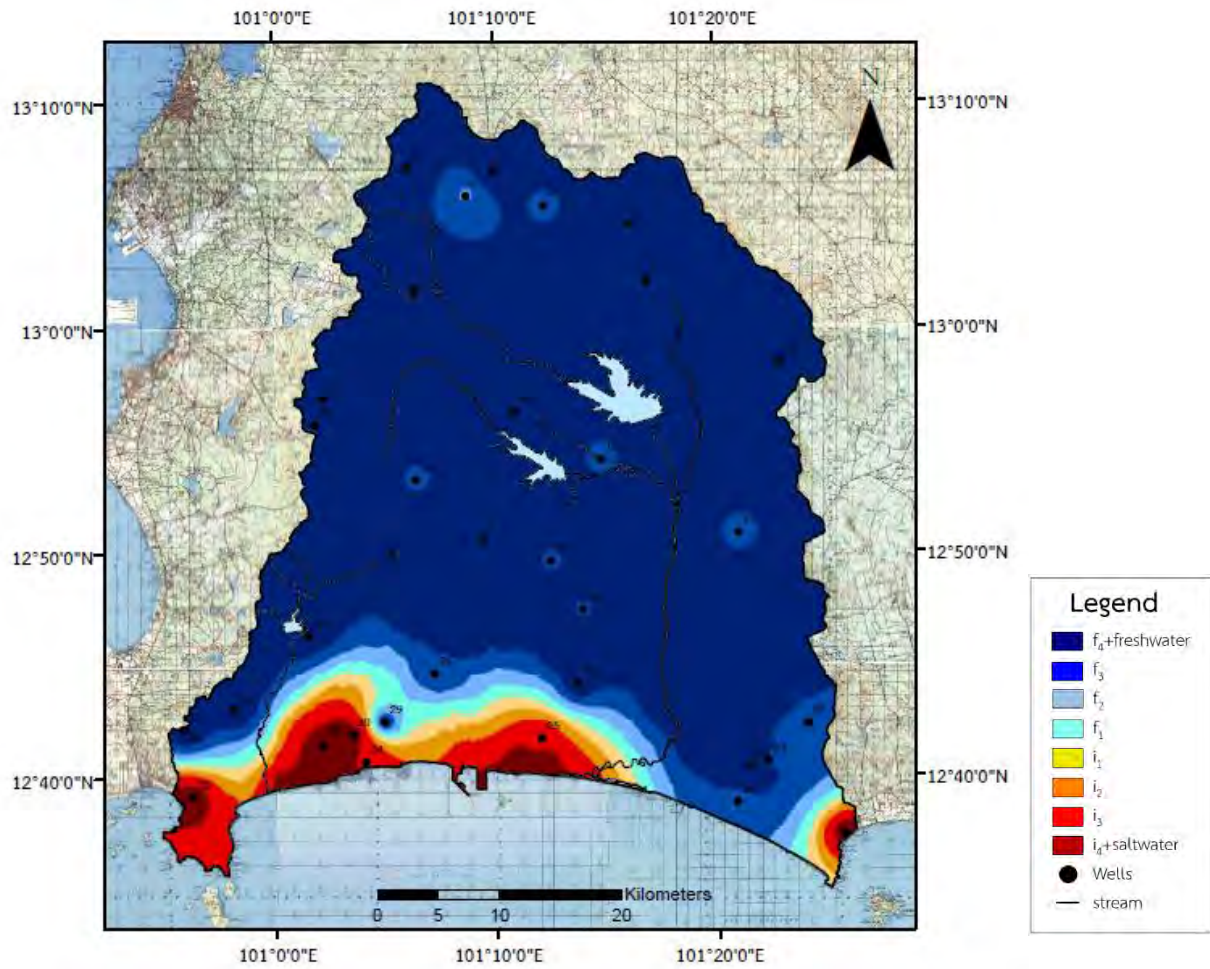 101°0'0"E 101°10'0"E 101°20'0"E
13°10'0"N 13°10'0"N
N
13°0'0"N 13°0'0"N
12°50'0"N 12°50'0"N
29
12°40'0"N 12°40'0"N
Kilometers
0 5 10 20
101°0'0"E 101°10'0"E 101°20'0"E
Legend
f₄+freshwater
f₃
f₂
f₁
i₁
i₂
i₃
i₄+saltwater
Wells
stream